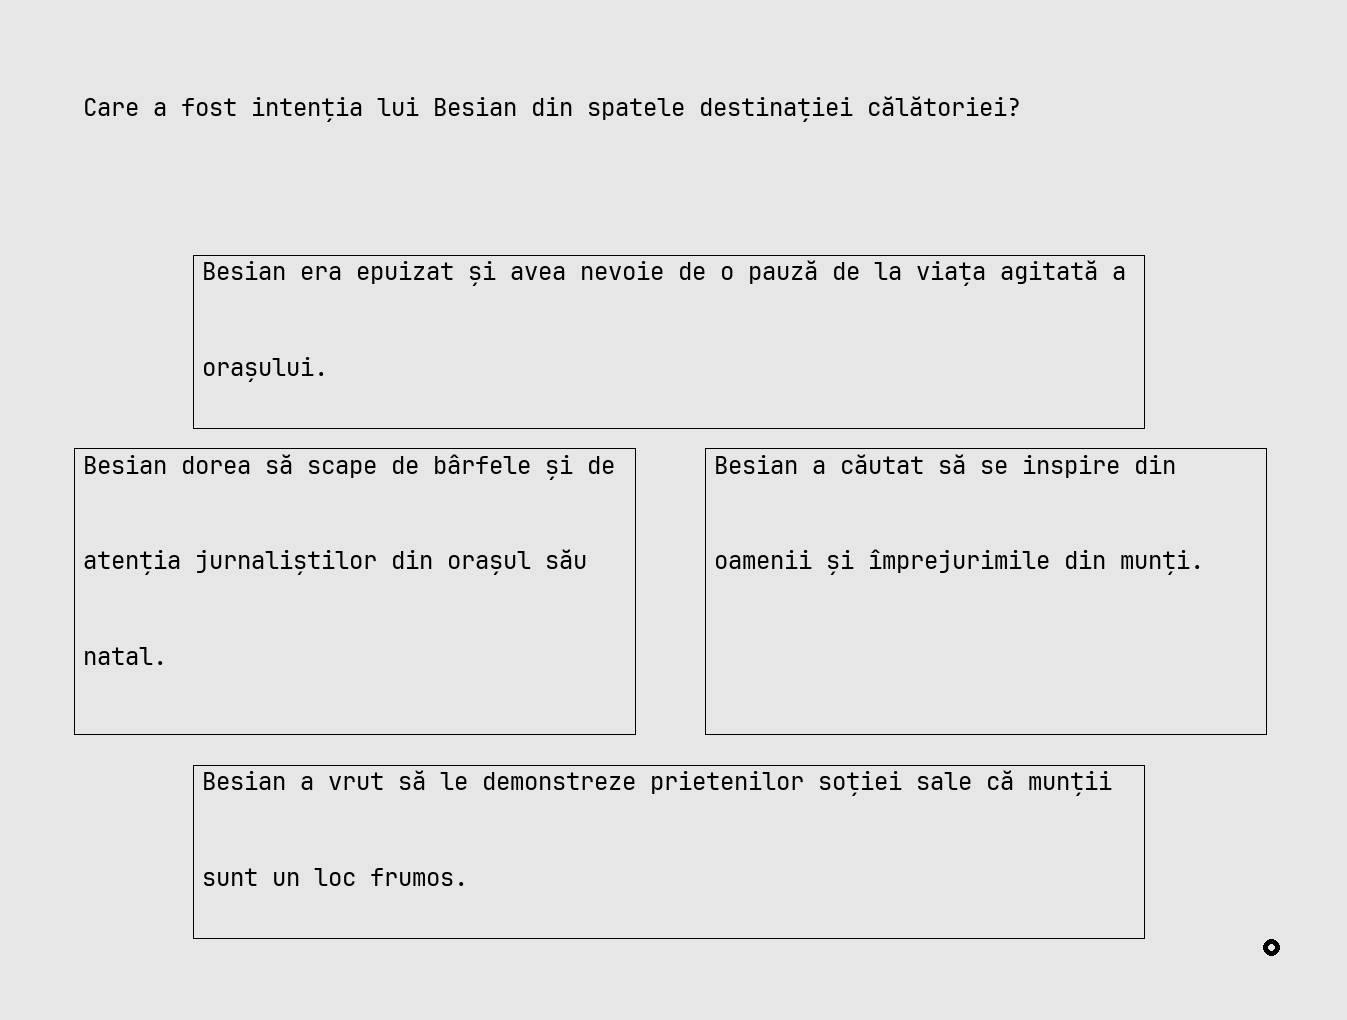 Care a fost intenția lui Besian din spatele destinației călătoriei?
Besian era epuizat și avea nevoie de o pauză de la viața agitată a
orașului.
Besian dorea să scape de bârfele și de
atenția jurnaliștilor din orașul său
natal.
Besian a căutat să se inspire din
oamenii și împrejurimile din munți.
Besian a vrut să le demonstreze prietenilor soției sale că munții
sunt un loc frumos.